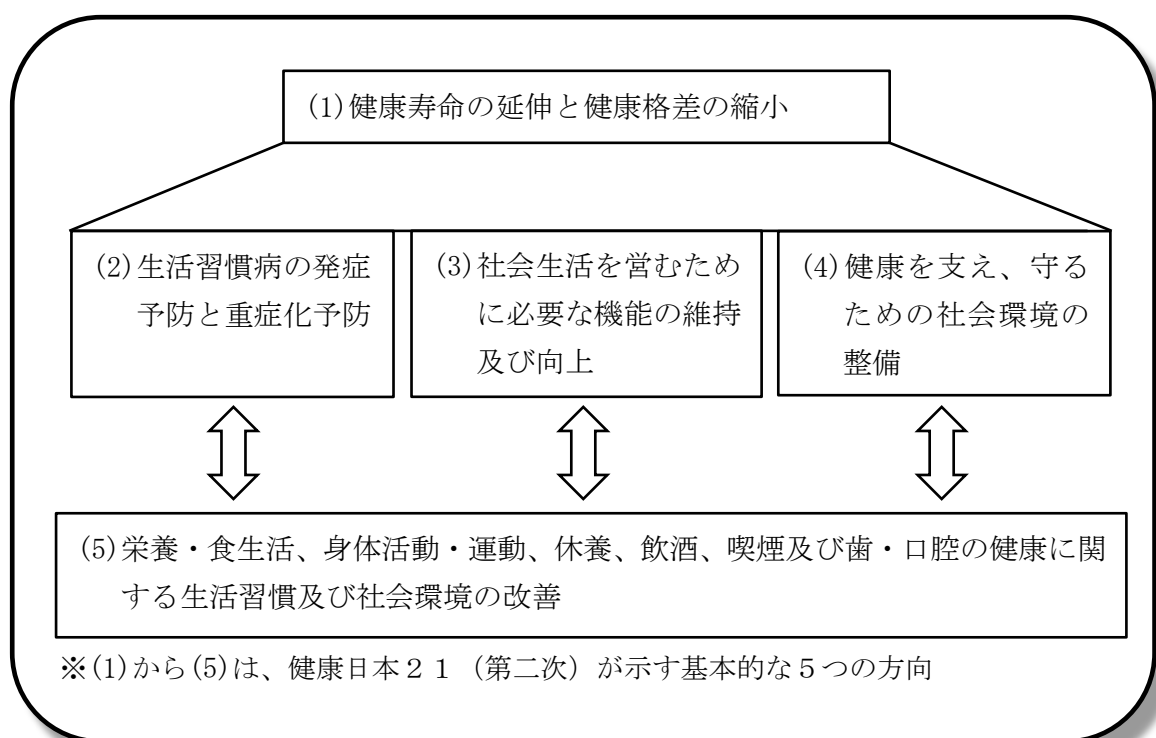 (1)健康寿命の延伸と健康格差の縮小
(2)生活習慣病の発症
予防と重症化予防
(3)社会生活を営むため
に必要な機能の維持
及び向上
(4)健康を支え、守る
ための社会環境の
整備
(5)栄養・食生活、身体活動・運動、休養、飲酒、喫煙及び歯・口腔の健康に関
する生活習慣及び社会環境の改善
※(1)から(5)は、健康日本21(第二次)が示す基本的な5つの方向